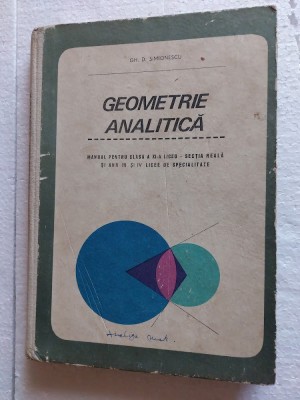 GH. D. SIMIONESCU
GEOMETRIE
ANALITICĂ
MANUAL PENTRU CLASA A XI-A LICEU - SECȚIA REALĂ
ȘI ANII III ȘI IV LICEE DE SPECIALITATE